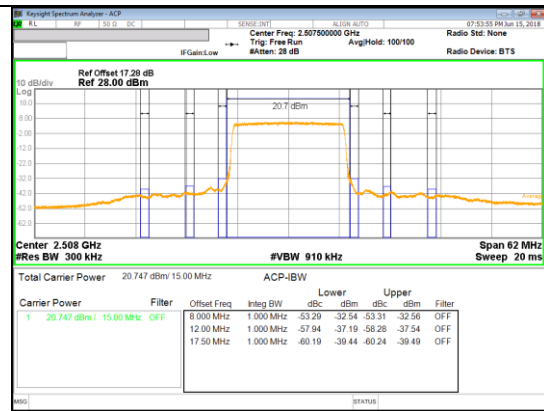 Keysight Spectrum Analyzer - ACP
RL RF 50 Ω DC SENSE:INT ALIGN AUTO 07:53:55 PM Jun 15, 2018
Center Freq: 2.507500000 GHz Radio Std: None
Trig: Free Run Avg|Hold: 100/100
IFGain:Low #Atten: 28 dB Radio Device: BTS
Ref Offset 17.28 dB
10 dB/div Ref 28.00 dBm
Log
18.0
8.00
-2.00
-12.0
-22.0
-32.0
-42.0
-52.0
-62.0
20.7 dBm
Average
Center 2.508 GHz Span 62 MHz
#Res BW 300 kHz #VBW 910 kHz Sweep 20 ms
Total Carrier Power 20.747 dBm/ 15.00 MHz ACP-IBW
Lower Upper
Carrier Power Filter Offset Freq Integ BW dBc dBm dBc dBm Filter
1 20.747 dBm / 15.00 MHz OFF 8.000 MHz 1.000 MHz -53.29 -32.54 -53.31 -32.56 OFF
12.00 MHz 1.000 MHz -57.94 -37.19 -58.28 -37.54 OFF
17.50 MHz 1.000 MHz -60.19 -39.44 -60.24 -39.49 OFF
MSG STATUS